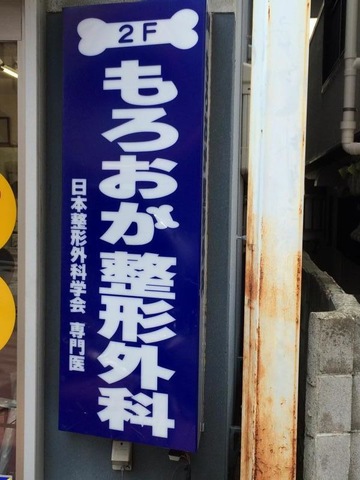 2F
もろおが整形外科
日本整形外科学会 専門医